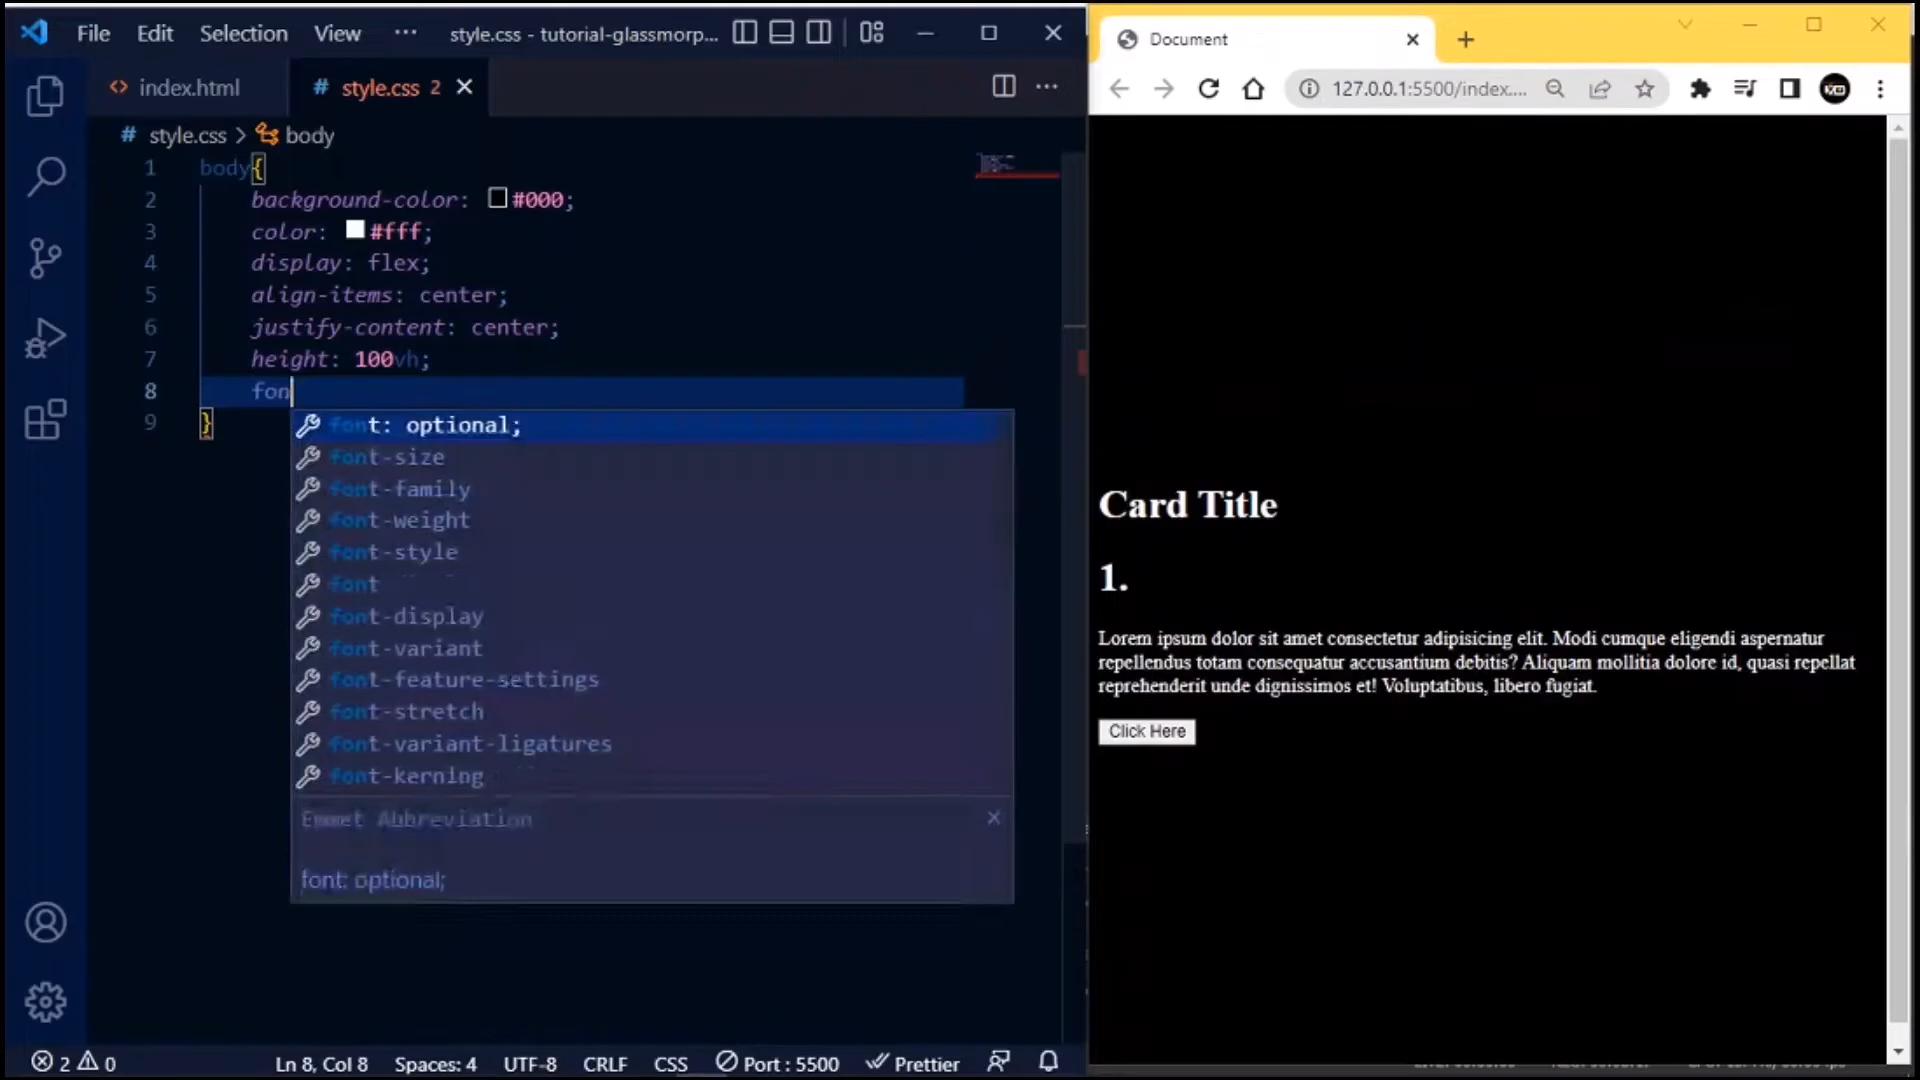 File Edit Selection View ··· style.css - tutorial-glassmorp...
index.html # style.css 2
# style.css > body
1 body{
2 background-color: #000;
3 color: #fff;
4 display: flex;
5 align-items: center;
6 justify-content: center;
7 height: 100vh;
8 fon
9 }
font: optional;
font-size
font-family
font-weight
font-style
font
font-display
font-variant
font-feature-settings
font-stretch
font-variant-ligatures
font-kerning
Emmet Abbreviation
font: optional;
2 0 Ln 8, Col 8 Spaces: 4 UTF-8 CRLF CSS Port : 5500 Prettier
Document
127.0.0.1:5500/index....
Card Title
1.
Lorem ipsum dolor sit amet consectetur adipisicing elit. Modi cumque eligendi aspernatur
repellendus totam consequatur accusantium debitis? Aliquam mollitia dolore id, quasi repellat
reprehenderit unde dignissimos et! Voluptatibus, libero fugiat.
Click Here